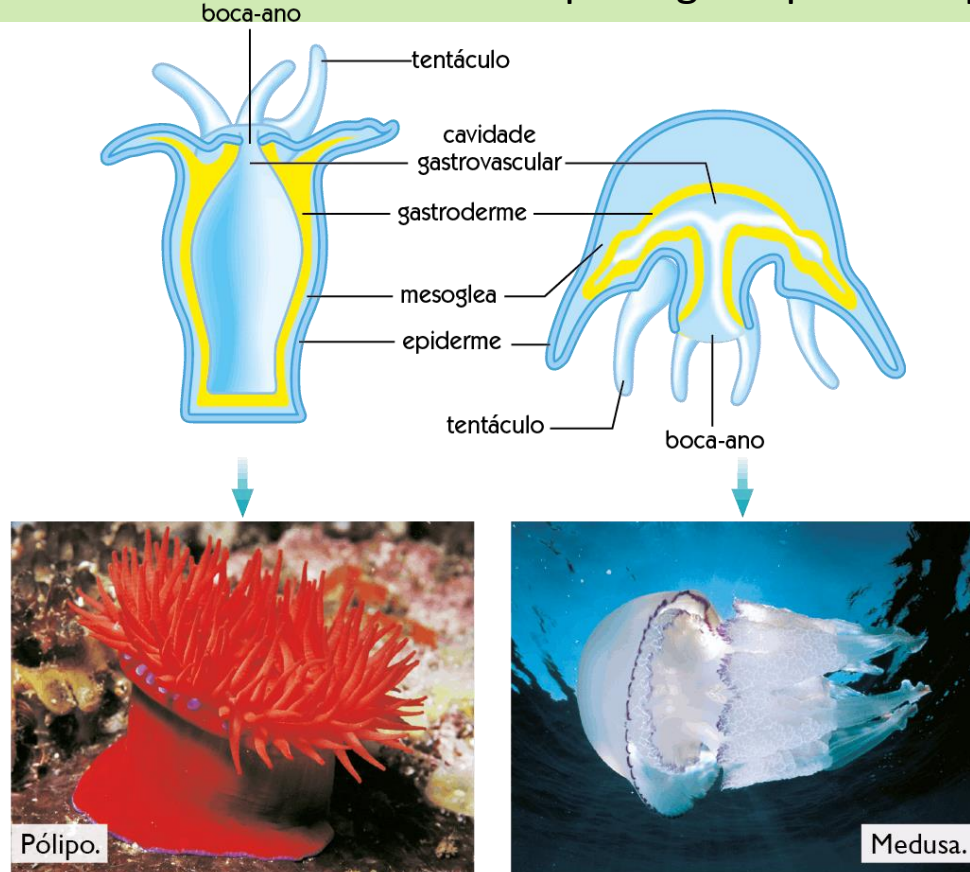 boca-ano
tentáculo
cavidade
gastrovascular
gastroderme
mesoglea
epiderme
tentáculo
boca-ano
Pólipo.
Medusa.